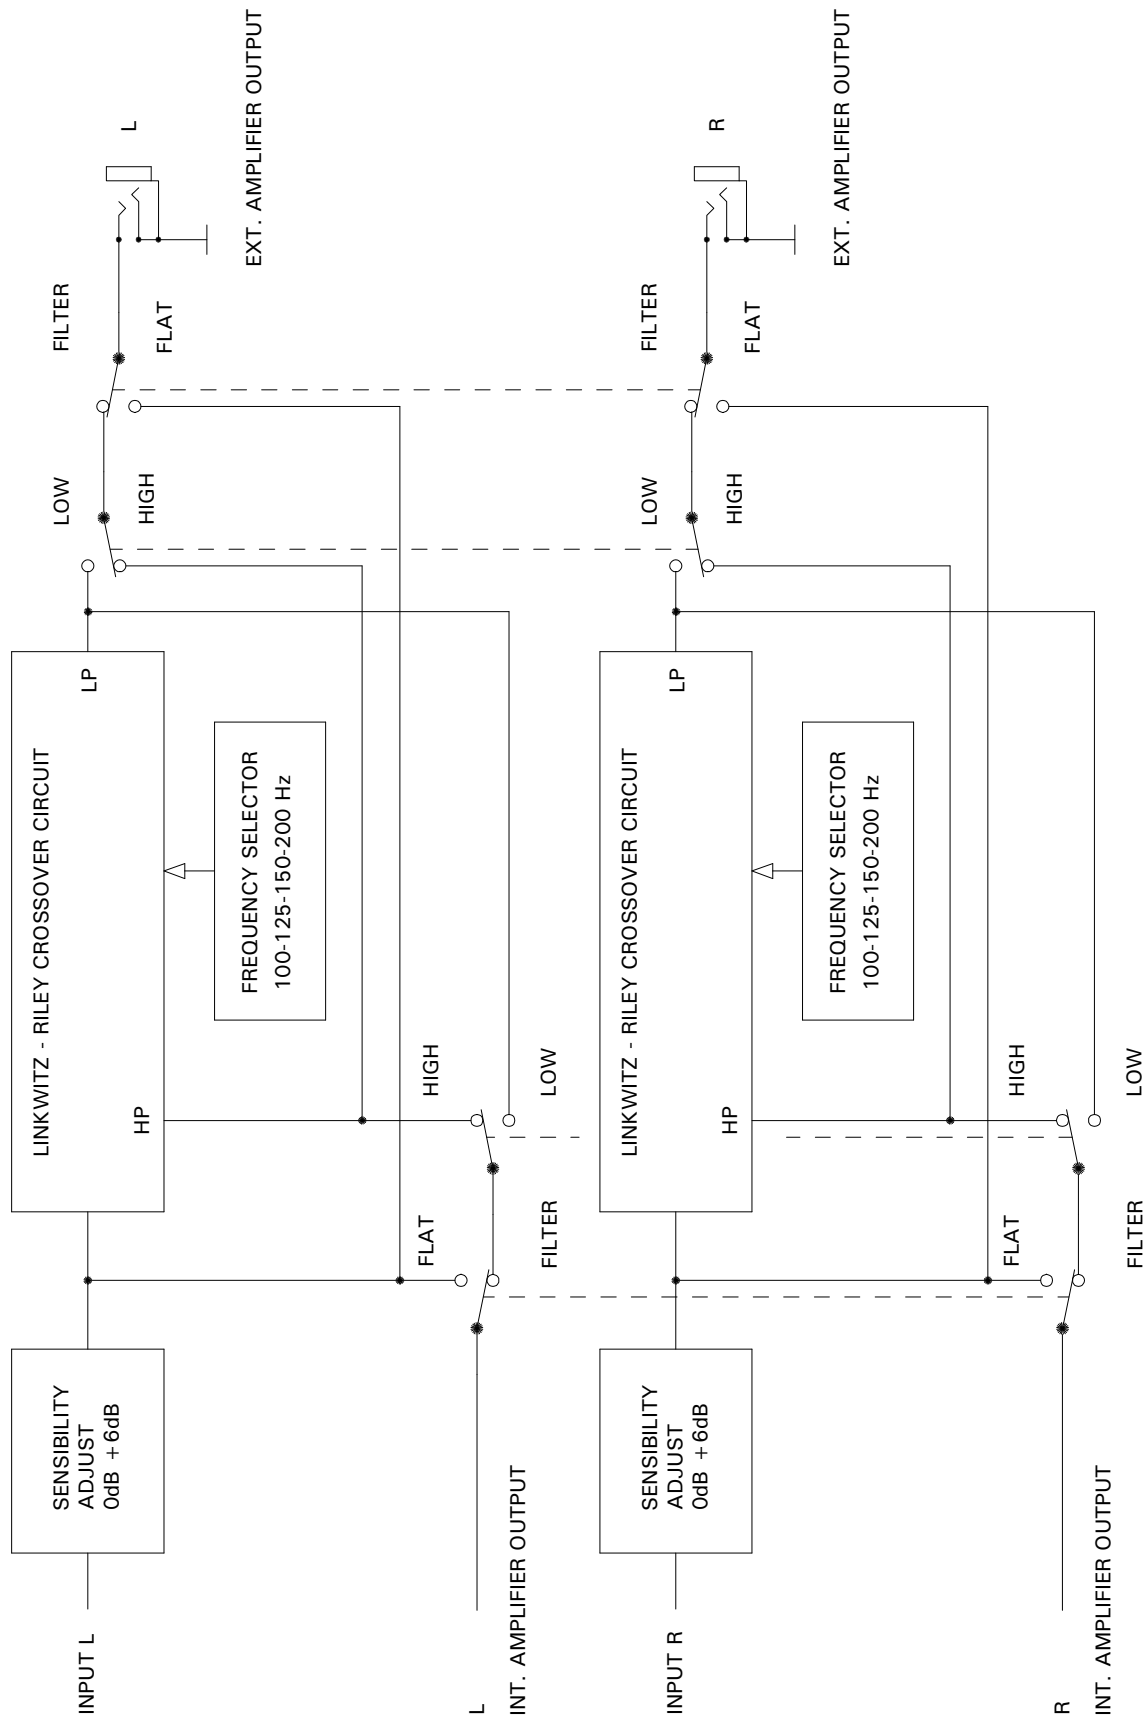 INPUT L
SENSIBILITY
ADJUST
0dB +6dB
LINKWITZ - RILEY CROSSOVER CIRCUIT
HP
LP
FREQUENCY SELECTOR
100-125-150-200 Hz
LOW
HIGH
FILTER
FLAT
L
EXT. AMPLIFIER OUTPUT
FLAT
FILTER
HIGH
LOW
L
INT. AMPLIFIER OUTPUT
INPUT R
SENSIBILITY
ADJUST
0dB +6dB
LINKWITZ - RILEY CROSSOVER CIRCUIT
HP
LP
FREQUENCY SELECTOR
100-125-150-200 Hz
LOW
HIGH
FILTER
FLAT
R
EXT. AMPLIFIER OUTPUT
FLAT
FILTER
HIGH
LOW
R
INT. AMPLIFIER OUTPUT